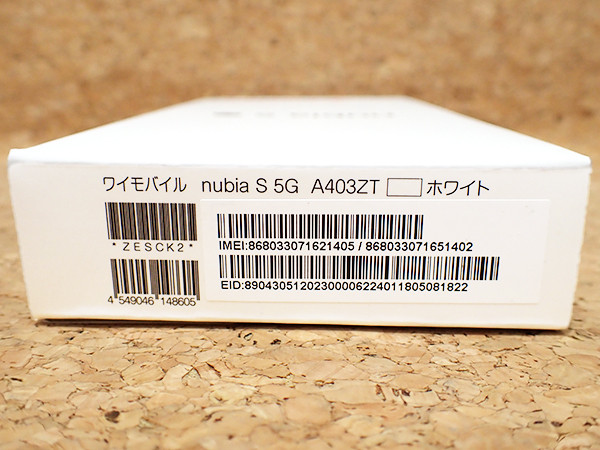 ワイモバイル nubia S 5G A403ZT ホワイト
*ZESCK2*
4 549046 148605
IMEI:868033071621405 / 868033071651402
EID:89043051202300006224011805081822